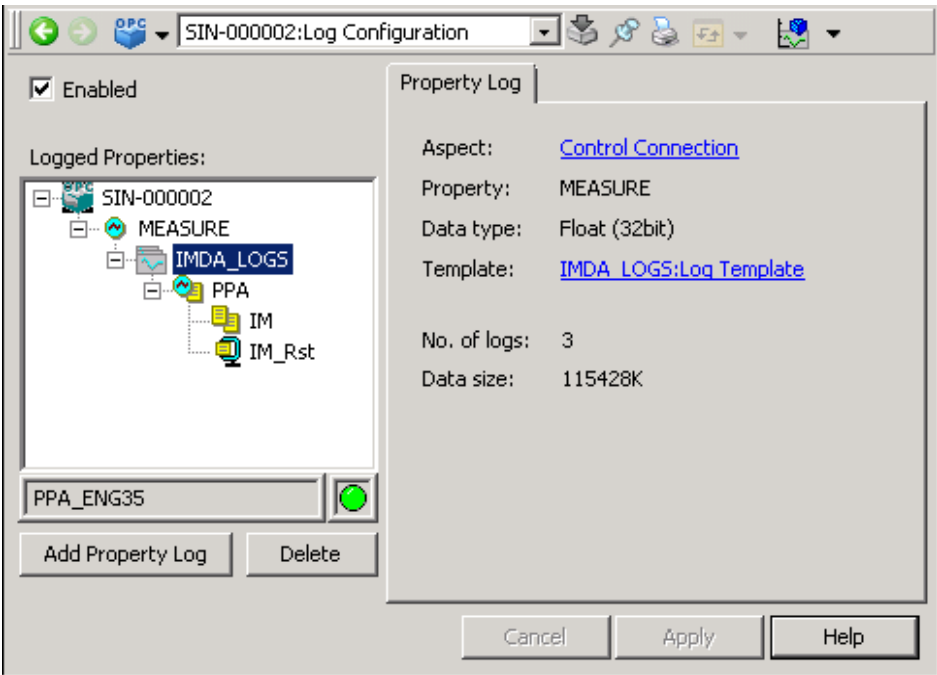 OPC SIN-000002:Log Configuration
Enabled
Logged Properties:
OPC SIN-000002
MEASURE
IMDA_LOGS
PPA
IM
IM_Rst
PPA_ENG35
Add Property Log Delete
Property Log
Aspect: Control Connection
Property: MEASURE
Data type: Float (32bit)
Template: IMDA_LOGS:Log Template
No. of logs: 3
Data size: 115428K
Cancel Apply Help